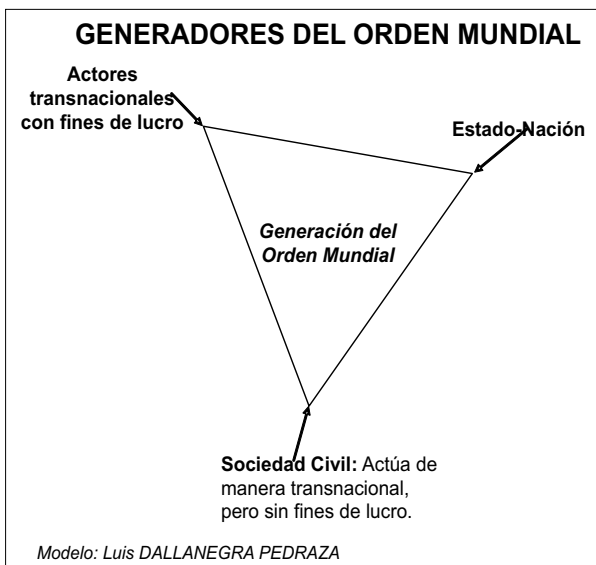 GENERADORES DEL ORDEN MUNDIAL
Actores
transnacionales
con fines de lucro
Estado-Nación
Generación del
Orden Mundial
Sociedad Civil: Actúa de
manera transnacional,
pero sin fines de lucro.
Modelo: Luis DALLANEGRA PEDRAZA